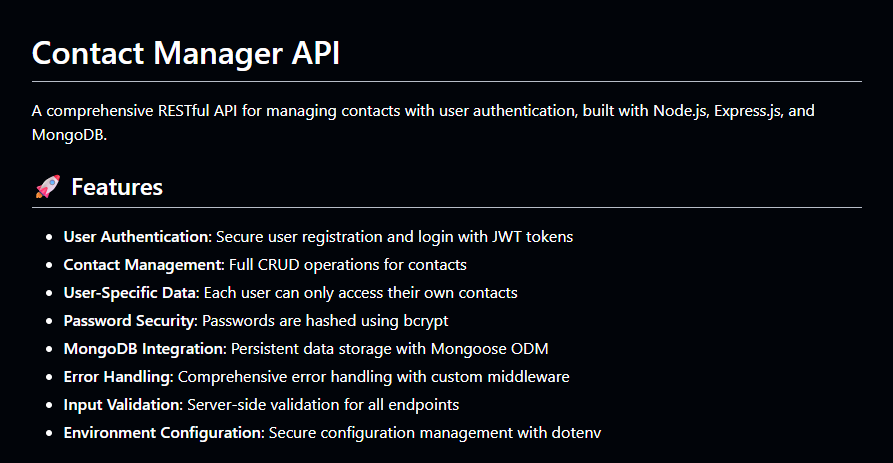 Contact Manager API
A comprehensive RESTful API for managing contacts with user authentication, built with Node.js, Express.js, and
MongoDB.
🚀 Features
• User Authentication: Secure user registration and login with JWT tokens
• Contact Management: Full CRUD operations for contacts
• User-Specific Data: Each user can only access their own contacts
• Password Security: Passwords are hashed using bcrypt
• MongoDB Integration: Persistent data storage with Mongoose ODM
• Error Handling: Comprehensive error handling with custom middleware
• Input Validation: Server-side validation for all endpoints
• Environment Configuration: Secure configuration management with dotenv